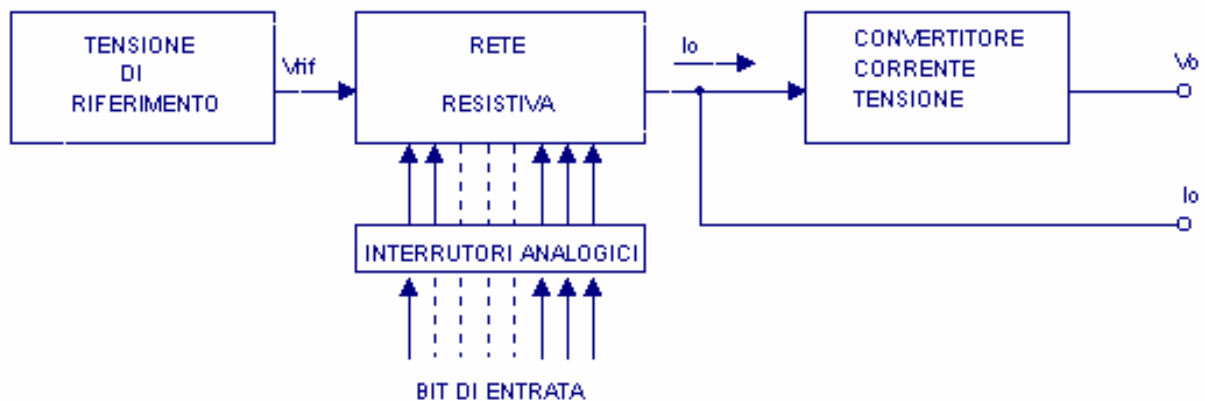 TENSIONE
DI
RIFERIMENTO
Vrif
RETE
RESISTIVA
Io
CONVERTITORE
CORRENTE
TENSIONE
Vo
Io
INTERRUTORI ANALOGICI
BIT DI ENTRATA